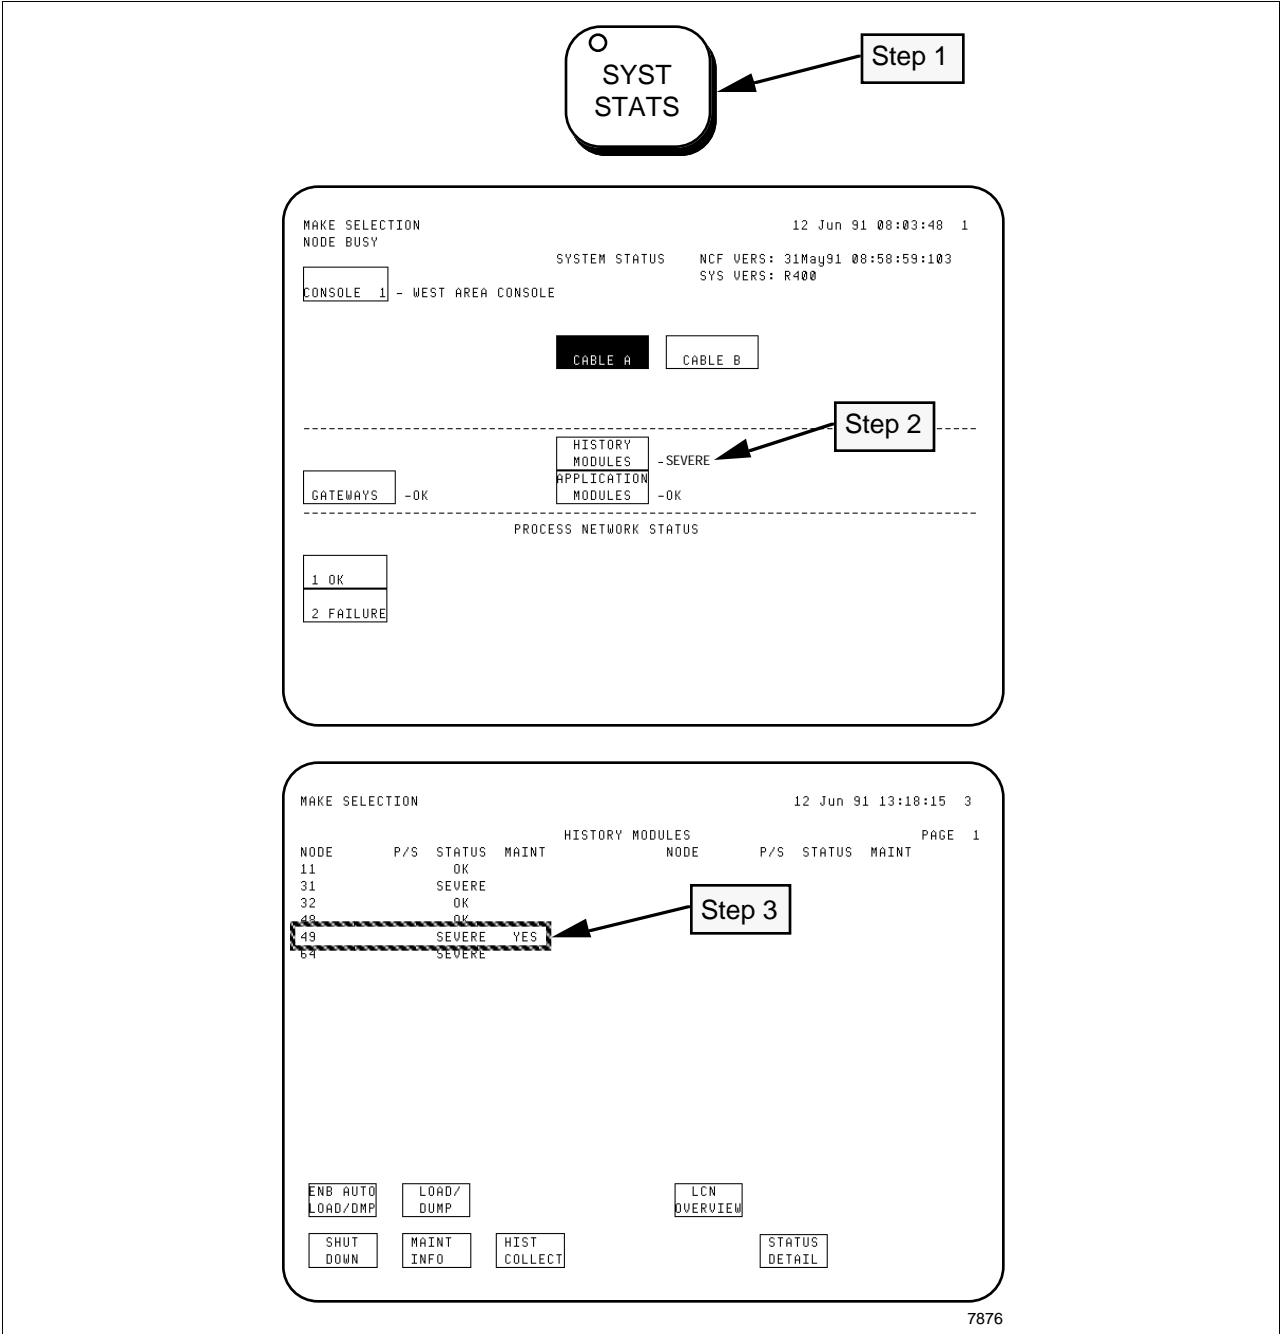 SYST
STATS
Step 1
MAKE SELECTION 12 Jun 91 08:03:48 1
NODE BUSY
SYSTEM STATUS NCF VERS: 31May91 08:58:59:103
SYS VERS: R400
CONSOLE 1 - WEST AREA CONSOLE
CABLE A CABLE B
Step 2
HISTORY
MODULES -SEVERE
APPLICATION
GATEWAYS -OK MODULES -OK
PROCESS NETWORK STATUS
1 OK
2 FAILURE
MAKE SELECTION 12 Jun 91 13:18:15 3
HISTORY MODULES PAGE 1
NODE P/S STATUS MAINT NODE P/S STATUS MAINT
11 OK
31 SEVERE
32 OK
48 OK
49 SEVERE YES
64 SEVERE
Step 3
ENB AUTO LOAD/ LCN
LOAD/DMP DUMP OVERVIEW
SHUT MAINT HIST STATUS
DOWN INFO COLLECT DETAIL
7876